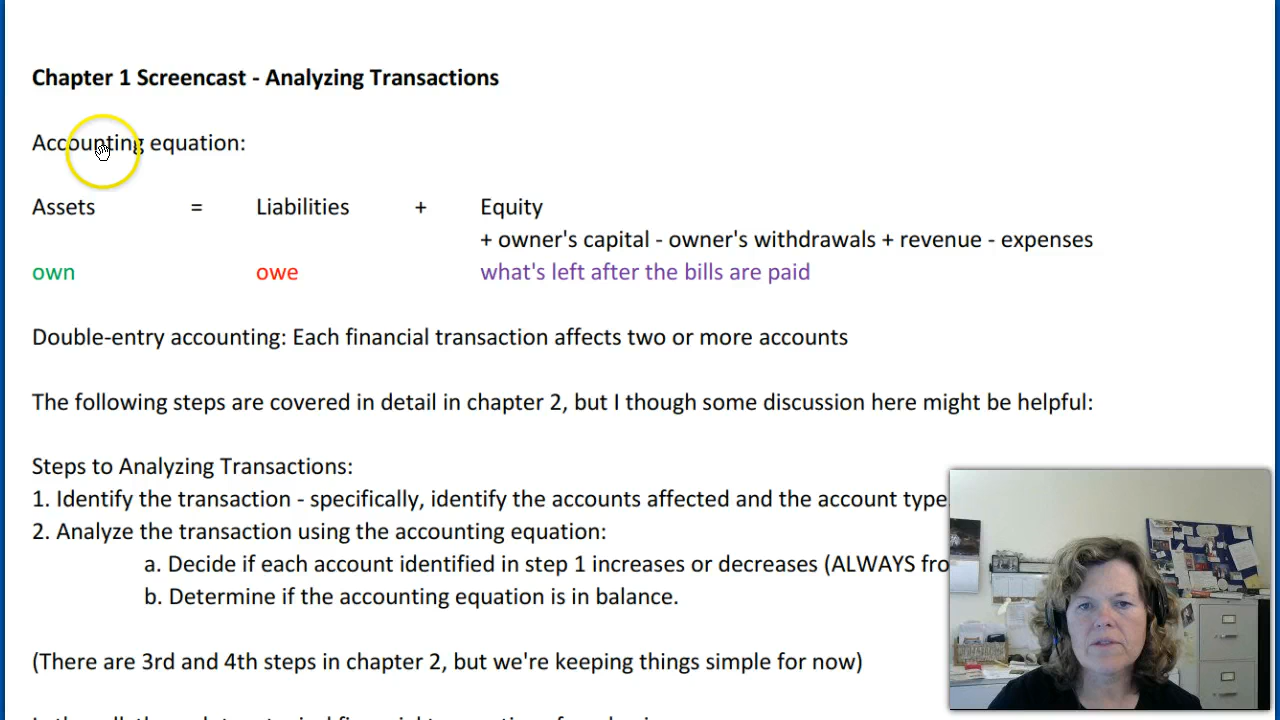 Chapter 1 Screencast - Analyzing Transactions
Accounting equation:
Assets = Liabilities + Equity
+ owner's capital - owner's withdrawals + revenue - expenses
own owe what's left after the bills are paid
Double-entry accounting: Each financial transaction affects two or more accounts
The following steps are covered in detail in chapter 2, but I though some discussion here might be helpful:
Steps to Analyzing Transactions:
1. Identify the transaction - specifically, identify the accounts affected and the account type
2. Analyze the transaction using the accounting equation:
a. Decide if each account identified in step 1 increases or decreases (ALWAYS fro
b. Determine if the accounting equation is in balance.
(There are 3rd and 4th steps in chapter 2, but we're keeping things simple for now)